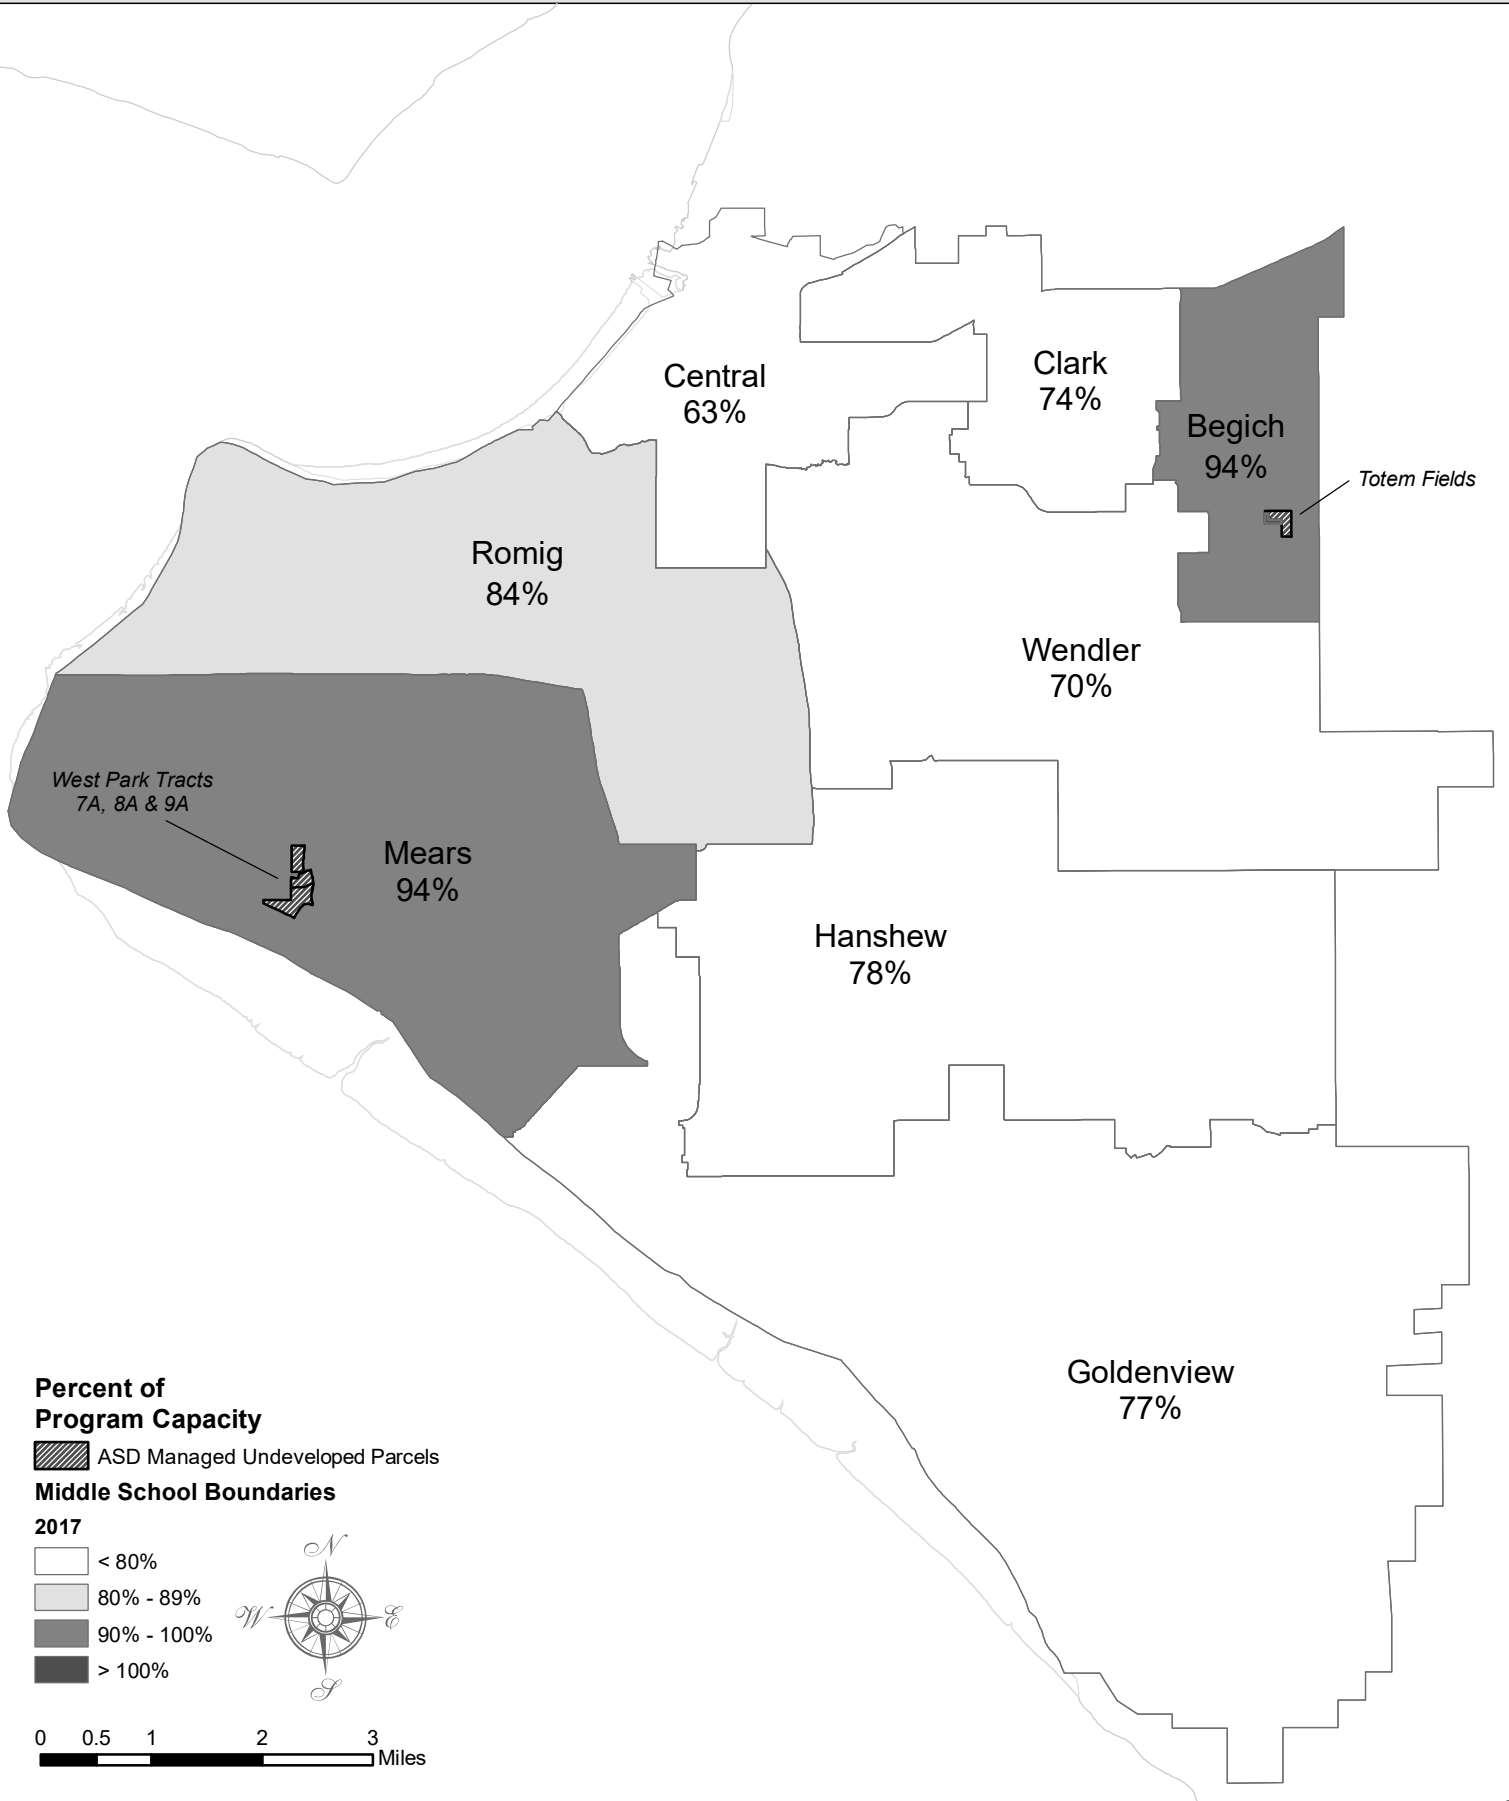 Central
63%
Clark
74%
Begich
94%
Totem Fields
Romig
84%
Wendler
70%
West Park Tracts
7A, 8A & 9A
Mears
94%
Hanshew
78%
Goldenview
77%
Percent of
Program Capacity
ASD Managed Undeveloped Parcels
Middle School Boundaries
2017
< 80%
80% - 89%
90% - 100%
> 100%
N
W
E
S
0 0.5 1 2 3
Miles